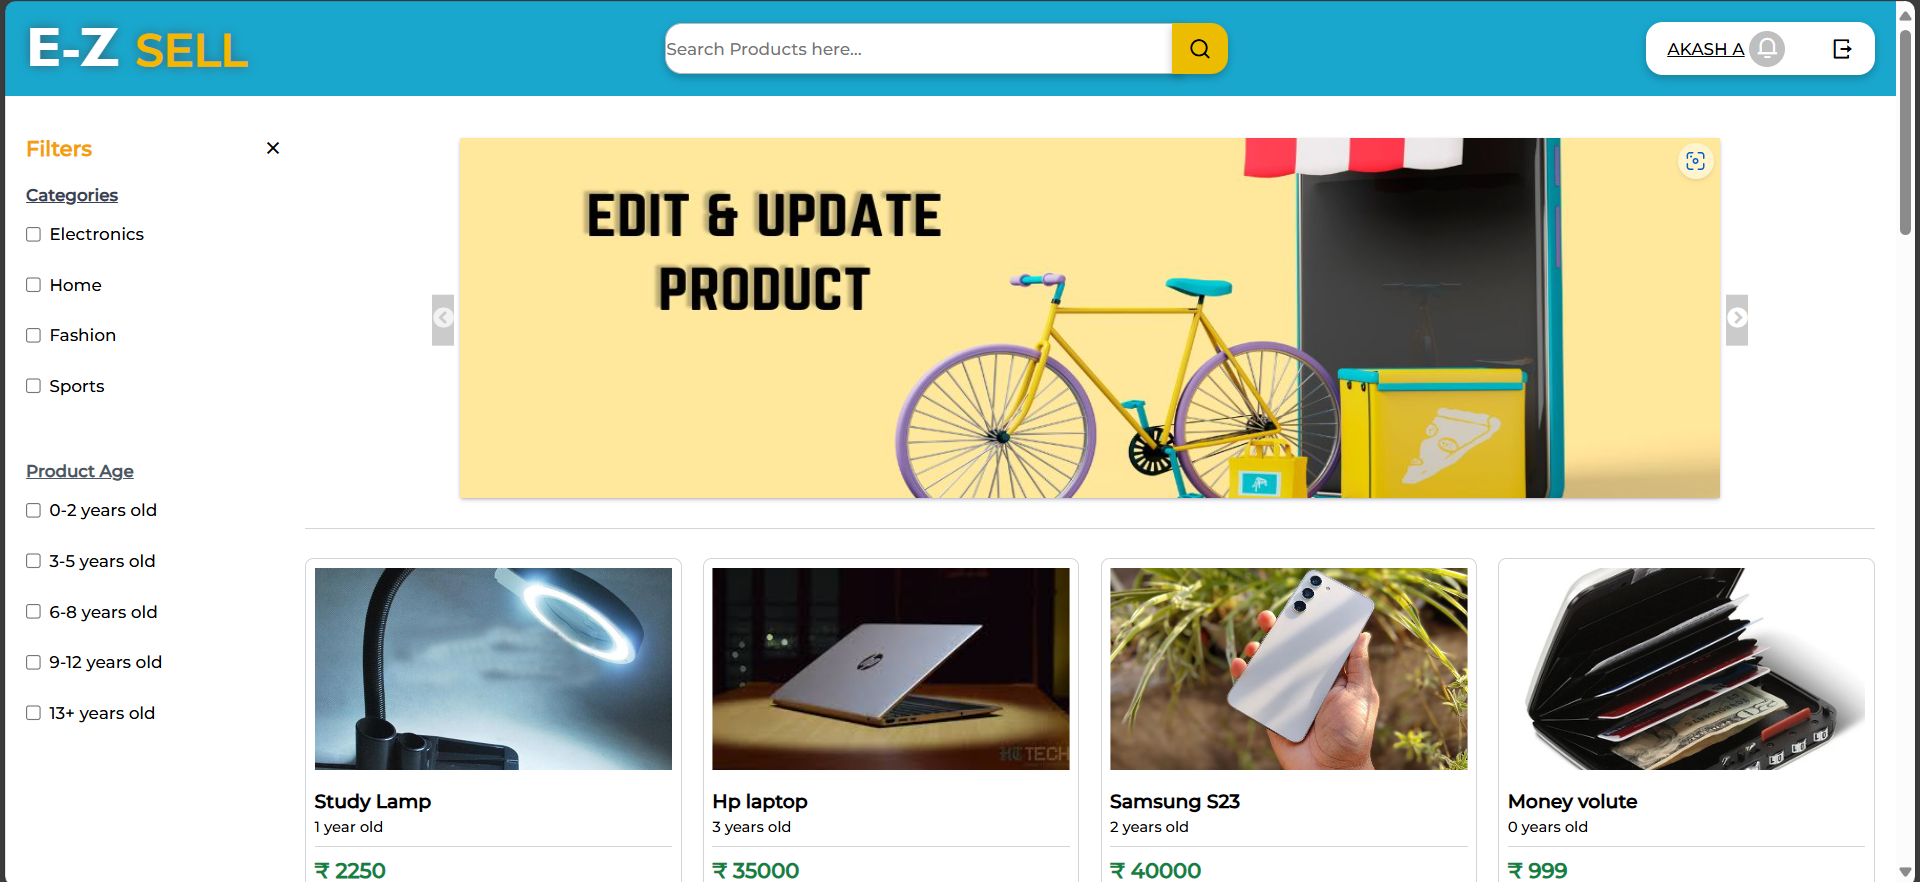 E-Z SELL
Search Products here...
AKASH A
Filters
Categories
Electronics
Home
Fashion
Sports
Product Age
0-2 years old
3-5 years old
6-8 years old
9-12 years old
13+ years old
EDIT & UPDATE
PRODUCT
HT TECH
Study Lamp
1 year old
₹ 2250
Hp laptop
3 years old
₹ 35000
Samsung S23
2 years old
₹ 40000
Money volute
0 years old
₹ 999